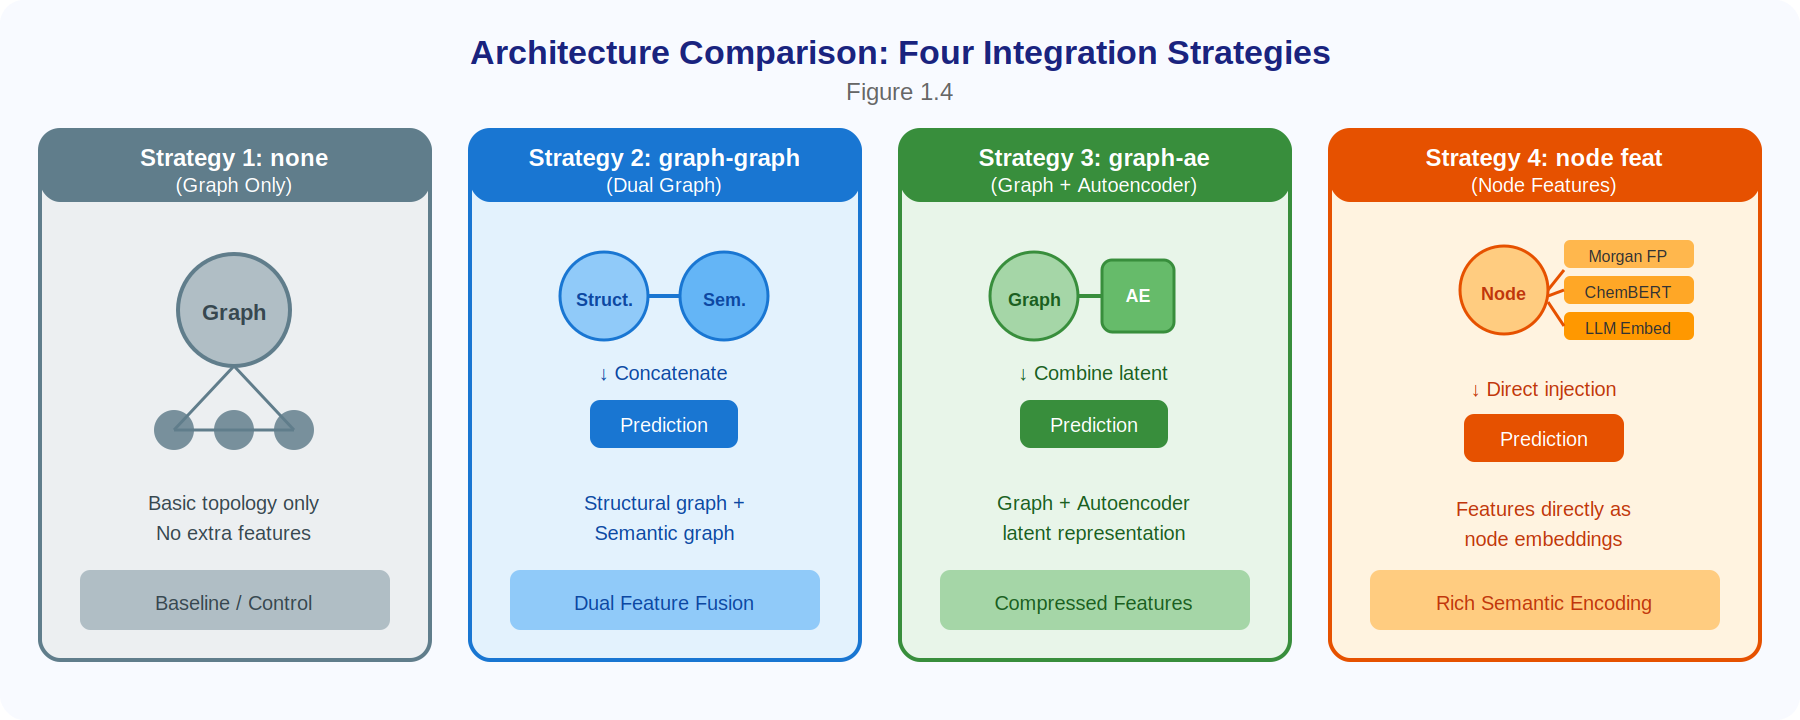 Architecture Comparison: Four Integration Strategies
Figure 1.4
Strategy 1: none
(Graph Only)
Graph
Basic topology only
No extra features
Baseline / Control
Strategy 2: graph-graph
(Dual Graph)
Struct.
Sem.
↓ Concatenate
Prediction
Structural graph +
Semantic graph
Dual Feature Fusion
Strategy 3: graph-ae
(Graph + Autoencoder)
Graph
AE
↓ Combine latent
Prediction
Graph + Autoencoder
latent representation
Compressed Features
Strategy 4: node feat
(Node Features)
Node
Morgan FP
ChemBERT
LLM Embed
↓ Direct injection
Prediction
Features directly as
node embeddings
Rich Semantic Encoding